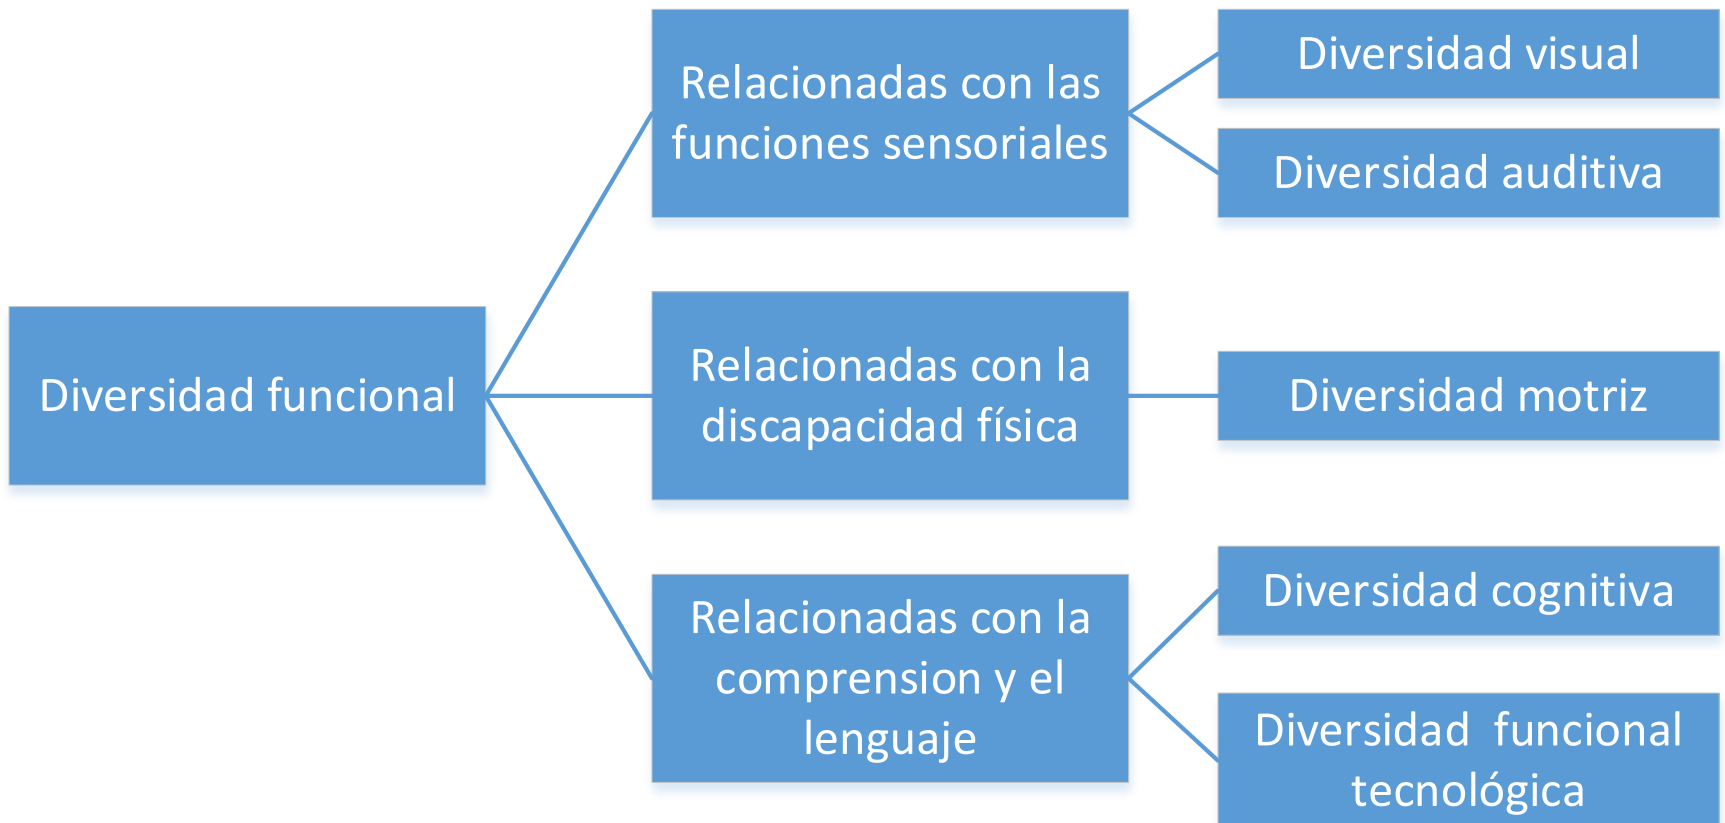 Diversidad funcional
Relacionadas con las
funciones sensoriales
Diversidad visual
Diversidad auditiva
Relacionadas con la
discapacidad física
Diversidad motriz
Relacionadas con la
comprension y el
lenguaje
Diversidad cognitiva
Diversidad  funcional
tecnológica